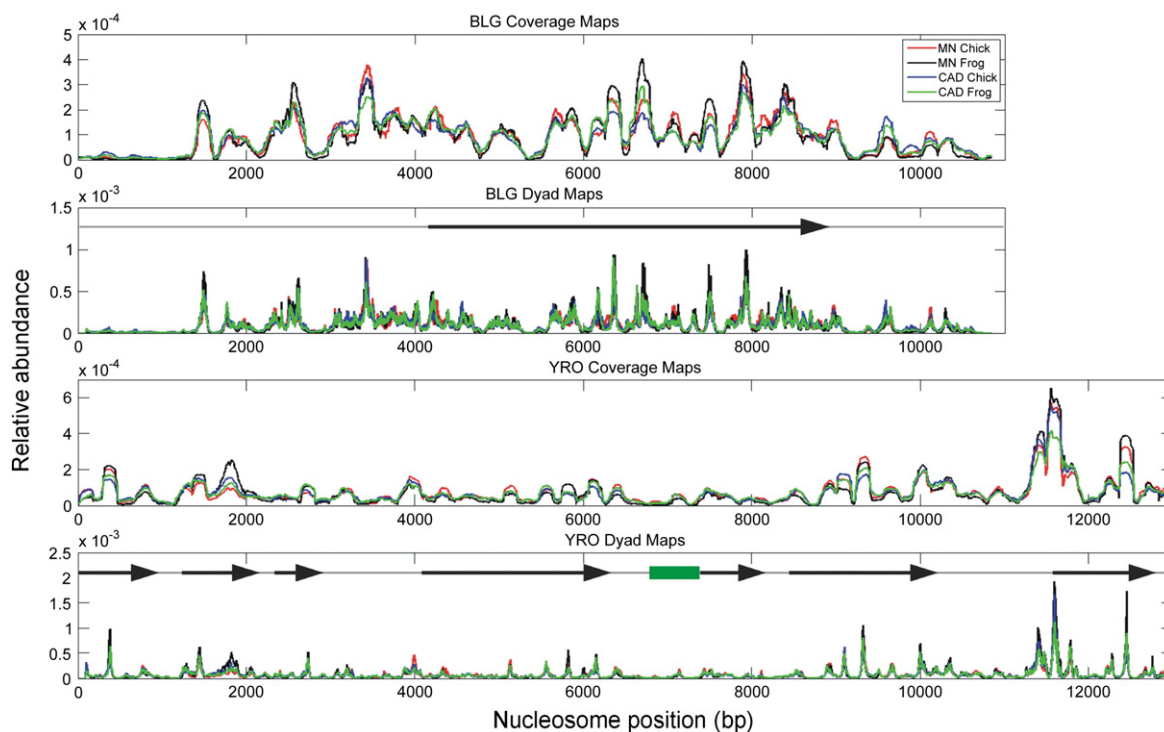 BLG Coverage Maps
x 10-4
5
4
3
2
1
0
MN Chick
MN Frog
CAD Chick
CAD Frog
0 2000 4000 6000 8000 10000
BLG Dyad Maps
x 10-3
1.5
1
0.5
0
0 2000 4000 6000 8000 10000
Relative abundance
YRO Coverage Maps
x 10-4
6
4
2
0
0 2000 4000 6000 8000 10000 12000
YRO Dyad Maps
x 10-3
2.5
2
1.5
1
0.5
0
0 2000 4000 6000 8000 10000 12000
Nucleosome position (bp)